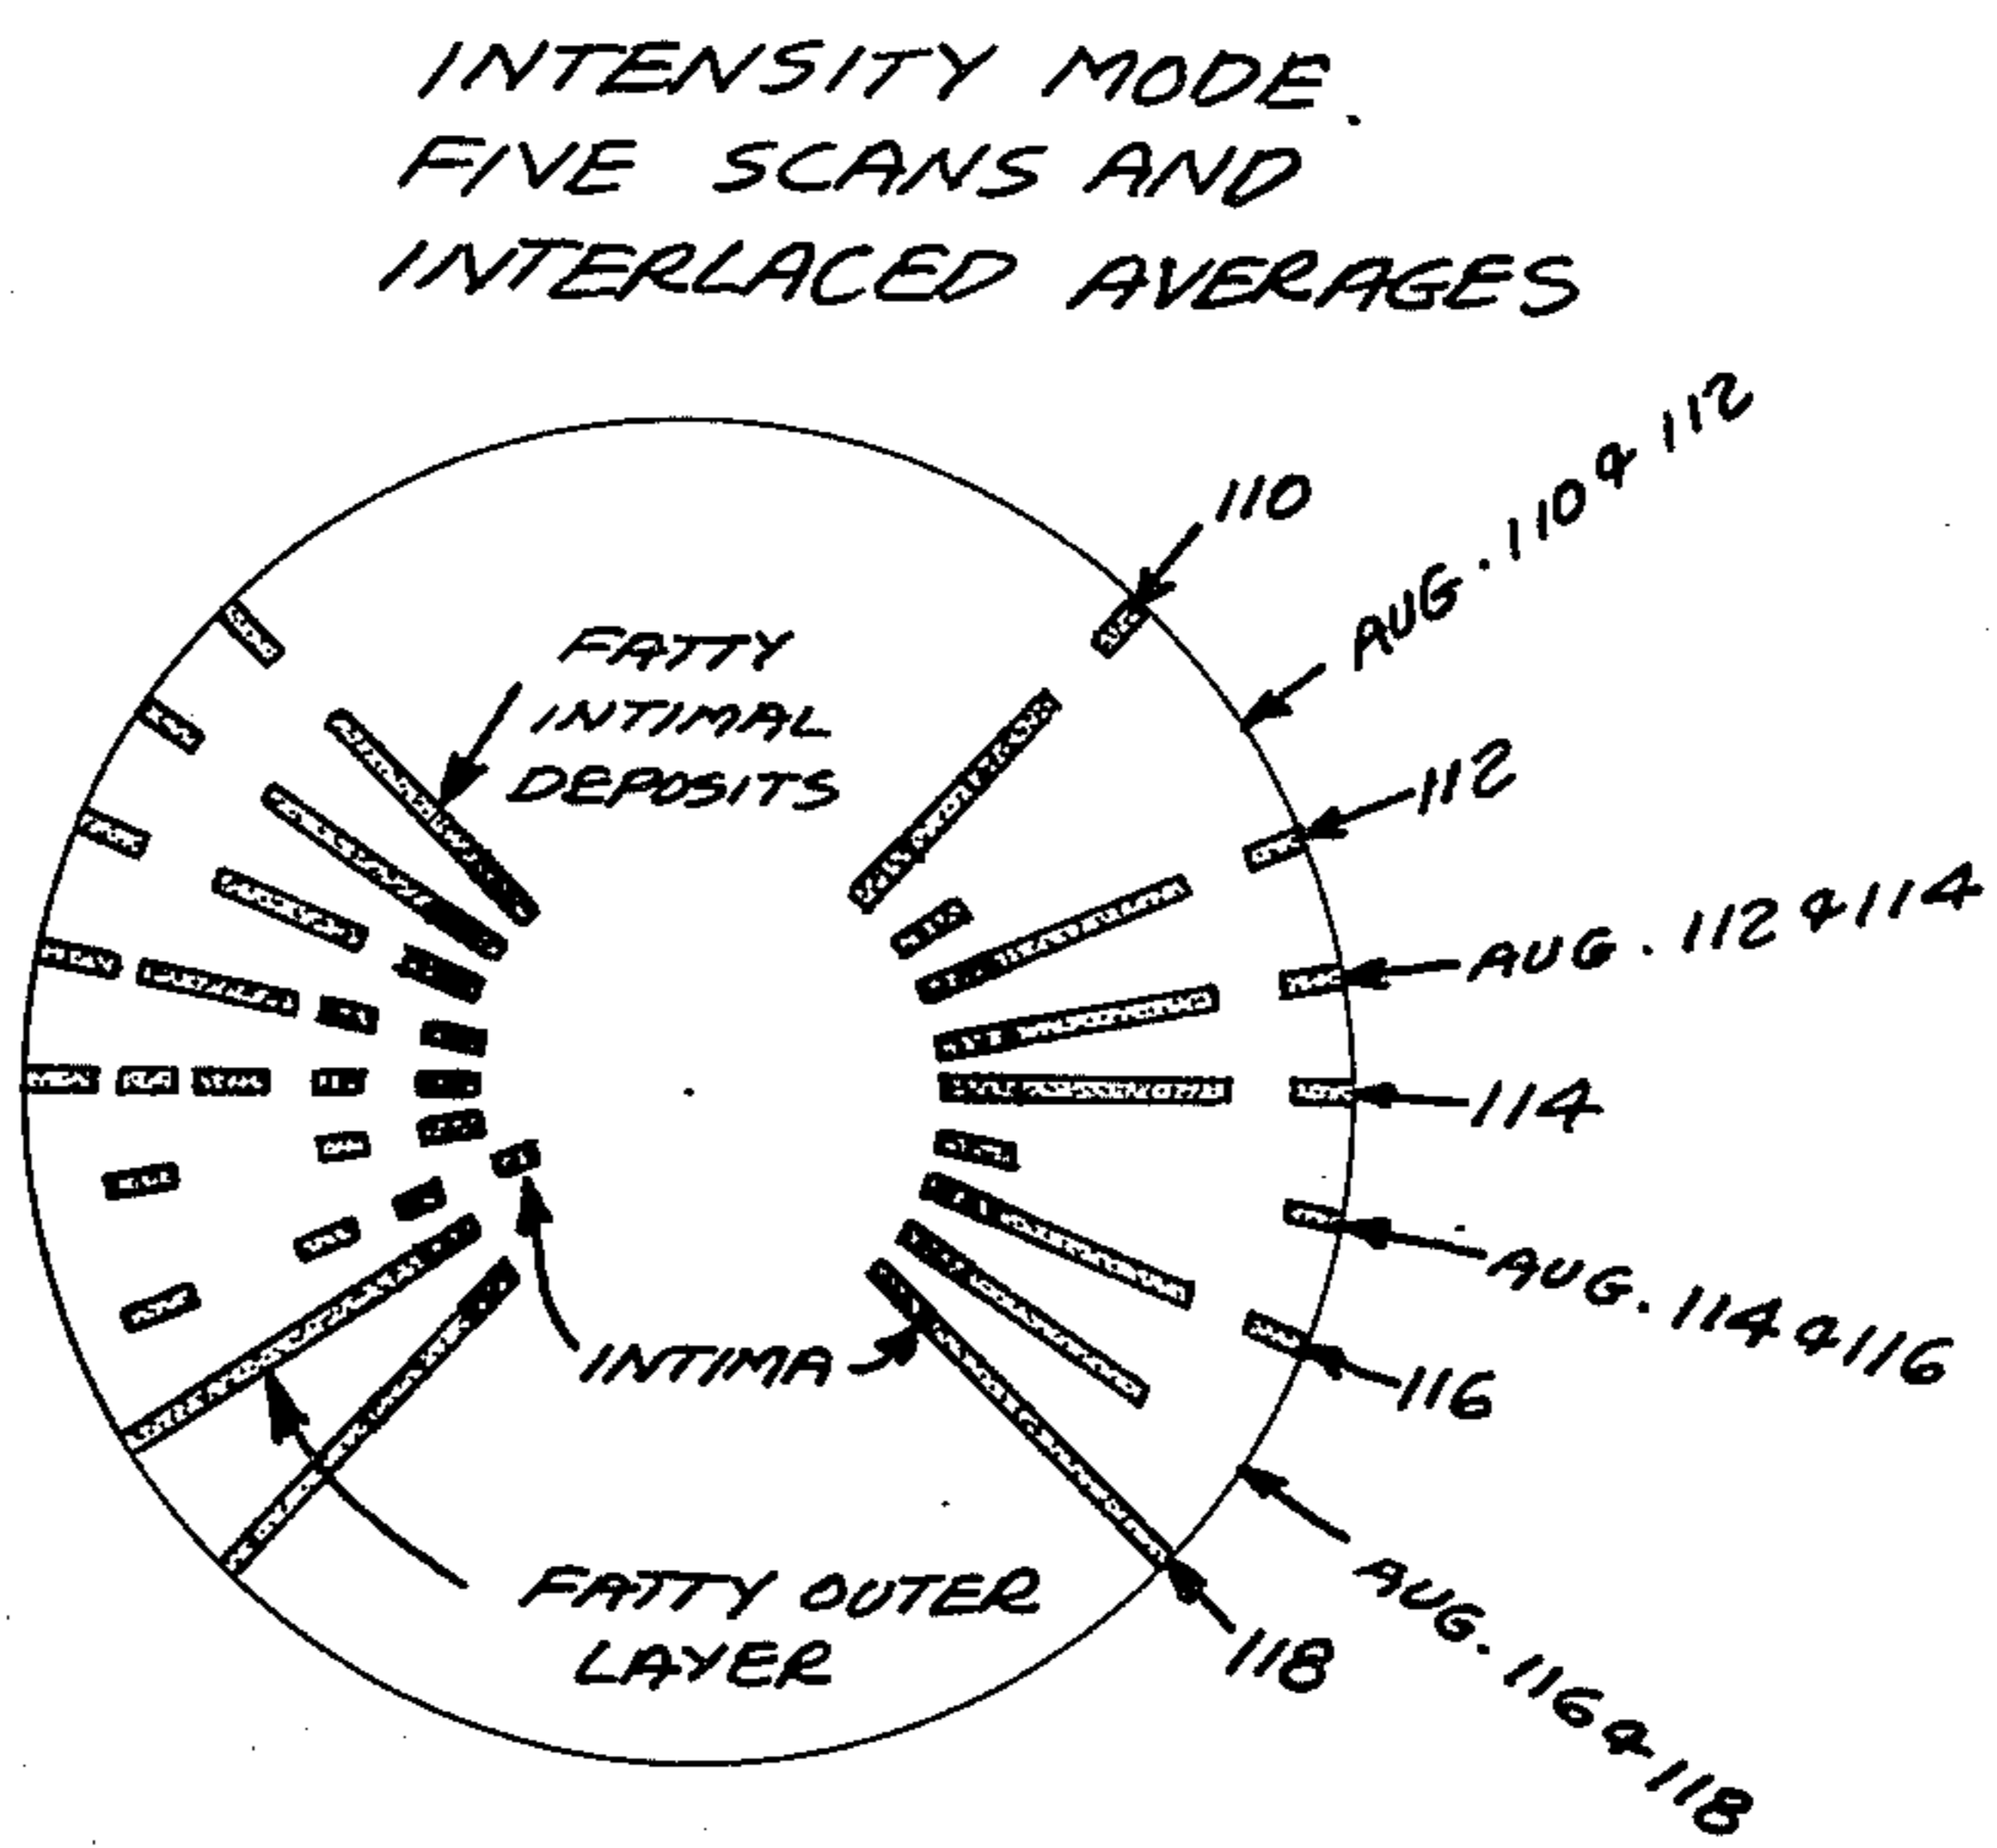 INTENSITY MODE.
FIVE SCANS AND
INTERLACED AVERAGES
110
AUG. 110 & 112
FATTY
INTIMAL
DEPOSITS
112
AUG. 112 & 114
114
AUG. 114 & 116
INTIMA
116
FATTY OUTER
LAYER
118
AUG. 116 & 118